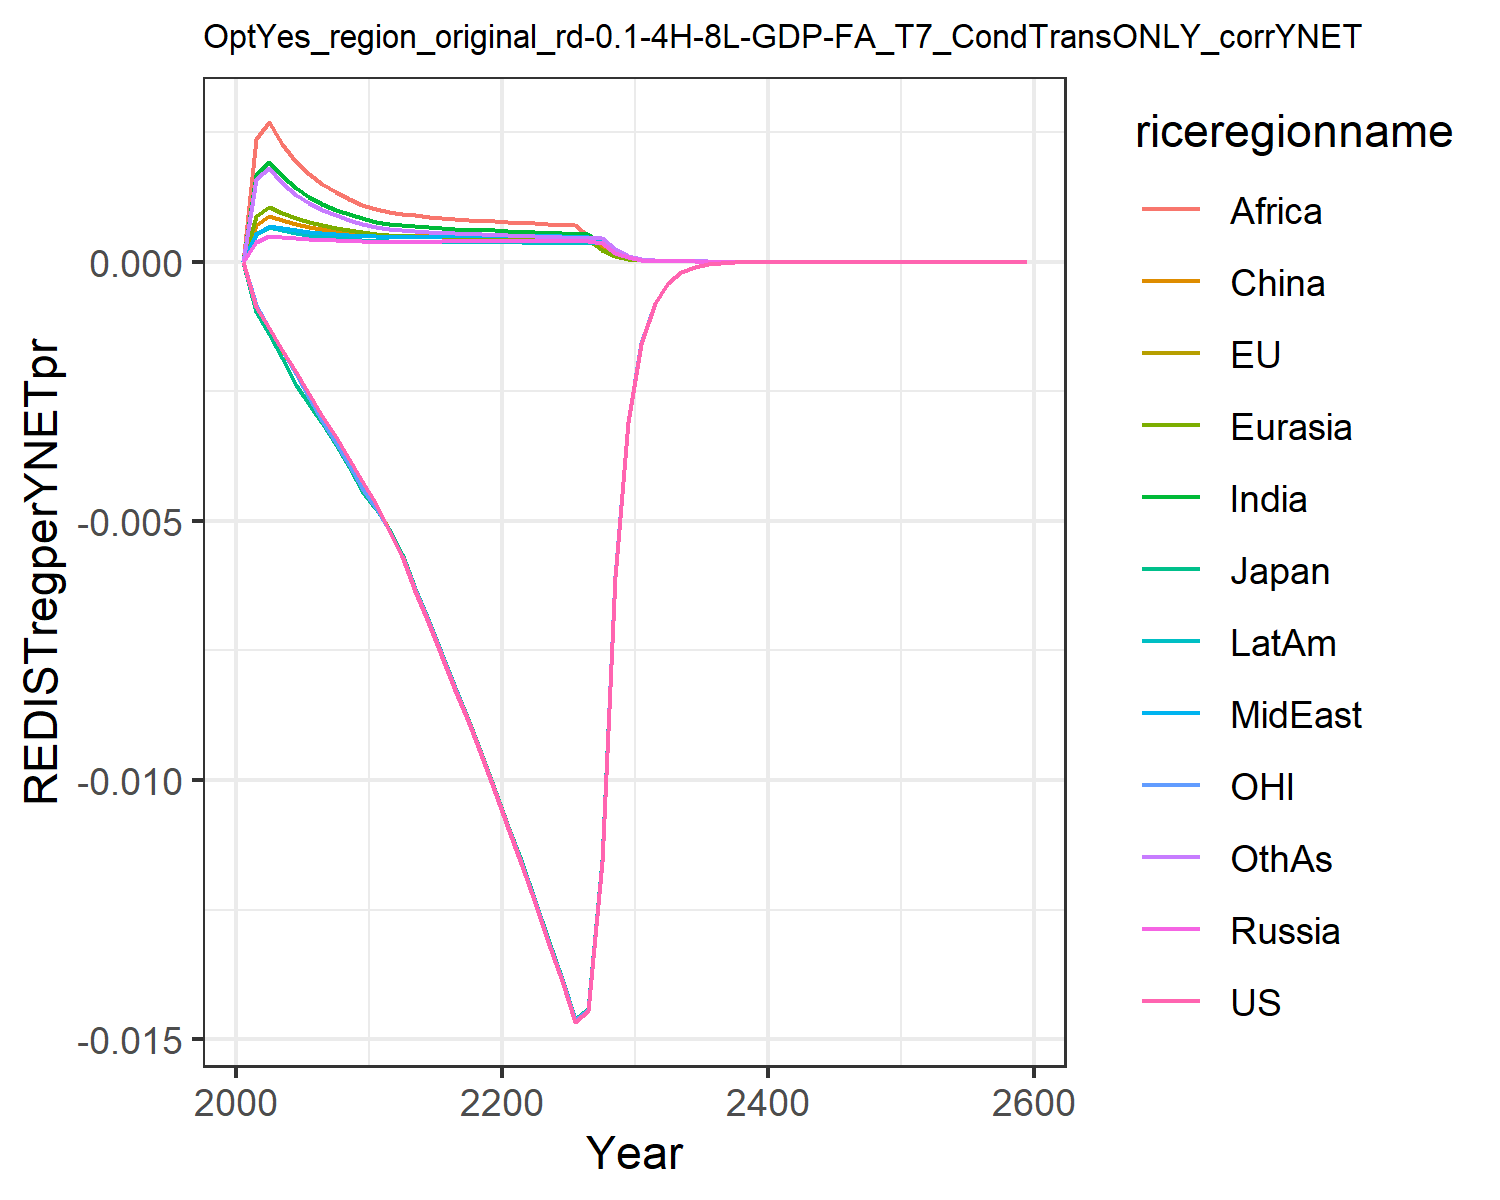 OptYes_region_original_rd-0.1-4H-8L-GDP-FA_T7_CondTransONLY_corrYNET
REDISTregperYNETpr
0.000
-0.005
-0.010
-0.015
2000
2200
2400
2600
Year
riceregionname
Africa
China
EU
Eurasia
India
Japan
LatAm
MidEast
OHI
OthAs
Russia
US